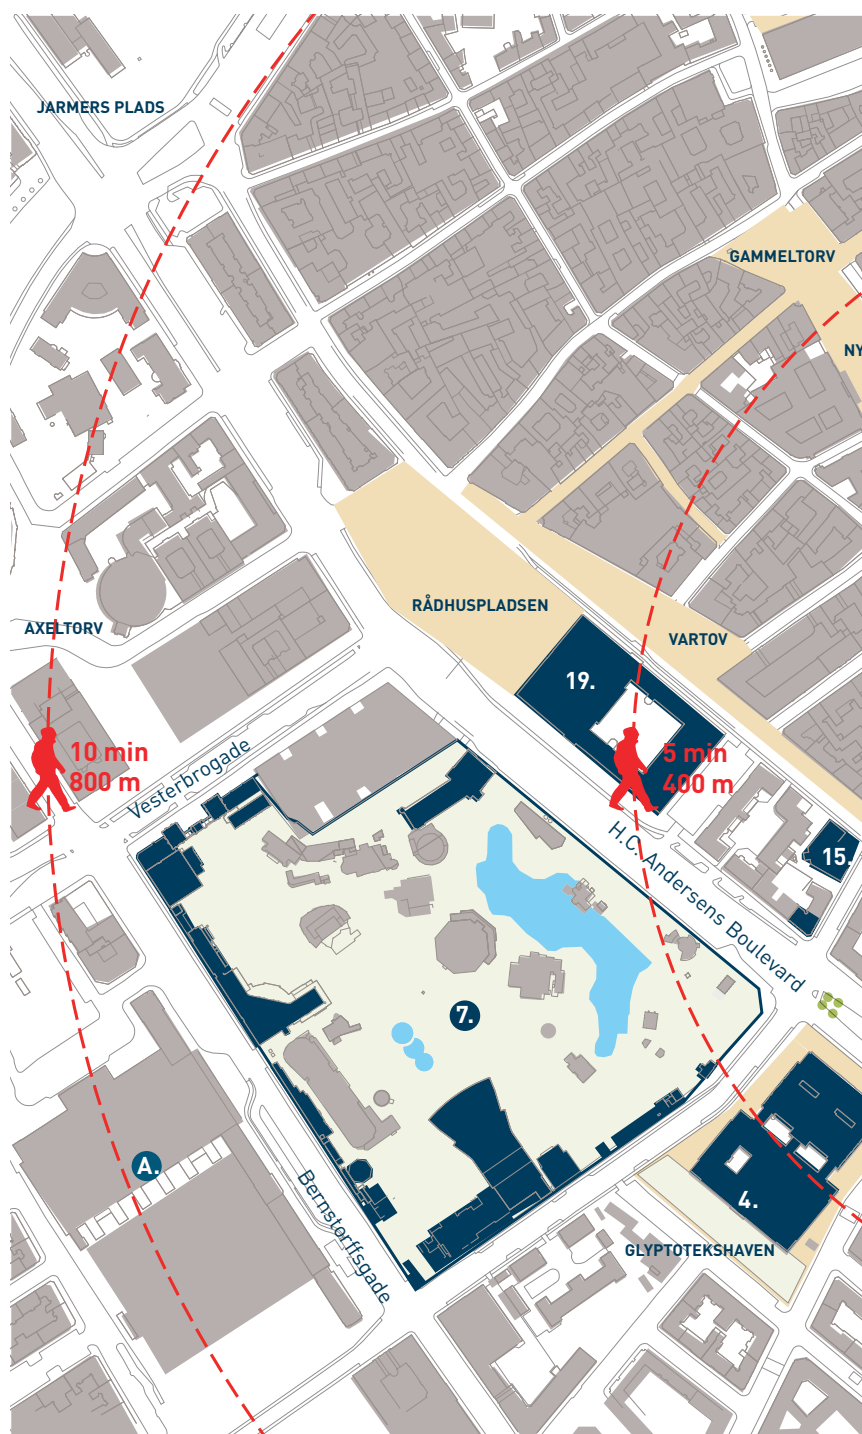 JARMERS PLADS
GAMMELTORV
NY
RÅDHUSPLADSEN
AXELTORV
VARTOV
19.
10 min
800 m
5 min
400 m
Vesterbrogade
H.C. Andersens Boulevard
15.
7.
A.
Bernstorffsgade
4.
GLYPTOTEKSHAVEN